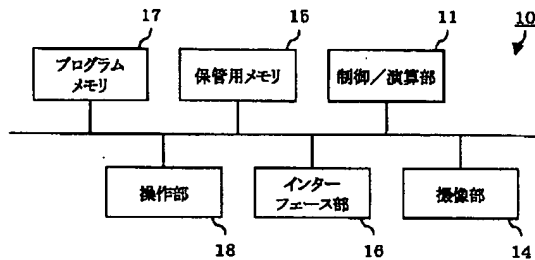 17
15
11
10
プログラム
メモリ
保管用メモリ
制御／演算部
操作部
インター
フェース部
撮像部
18
16
14